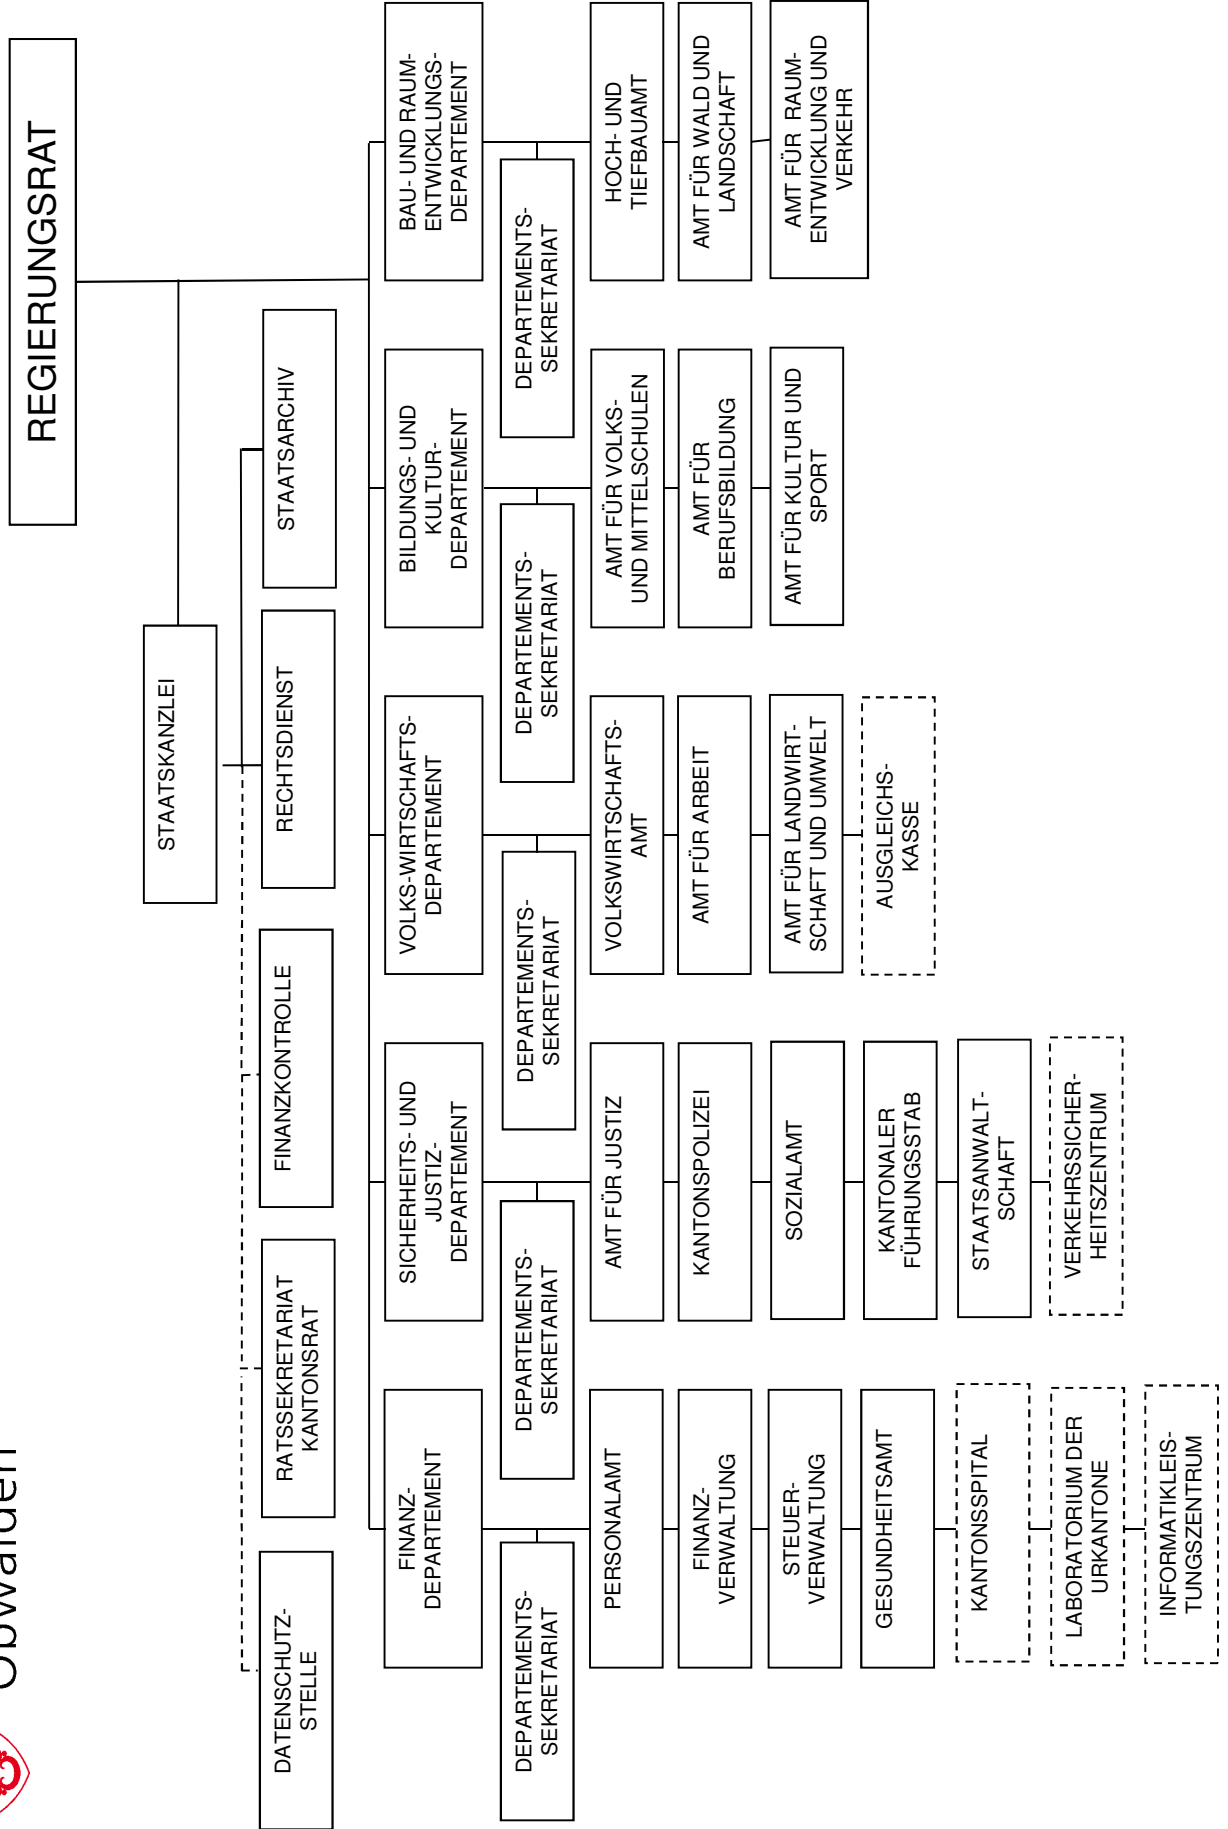 Obwalden
REGIERUNGSRAT
STAATSKANZLEI
DATENSCHUTZ-
STELLE
RATSSEKRETARIAT
KANTONSRAT
FINANZKONTROLLE
RECHTSDIENST
STAATSARCHIV
FINANZ-
DEPARTEMENT
SICHERHEITS- UND
JUSTIZ-
DEPARTEMENT
VOLKS-WIRTSCHAFTS-
DEPARTEMENT
BILDUNGS- UND
KULTUR-
DEPARTEMENT
BAU- UND RAUM-
ENTWICKLUNGS-
DEPARTEMENT
DEPARTEMENTS-
SEKRETARIAT
DEPARTEMENTS-
SEKRETARIAT
DEPARTEMENTS-
SEKRETARIAT
DEPARTEMENTS-
SEKRETARIAT
DEPARTEMENTS-
SEKRETARIAT
PERSONALAMT
AMT FÜR JUSTIZ
VOLKSWIRTSCHAFTS-
AMT
AMT FÜR VOLKS-
UND MITTELSCHULEN
HOCH- UND
TIEFBAUAMT
FINANZ-
VERWALTUNG
KANTONSPOLIZEI
AMT FÜR ARBEIT
AMT FÜR
BERUFSBILDUNG
AMT FÜR WALD UND
LANDSCHAFT
STEUER-
VERWALTUNG
SOZIALAMT
AMT FÜR LANDWIRT-
SCHAFT UND UMWELT
AMT FÜR KULTUR UND
SPORT
AMT FÜR RAUM-
ENTWICKLUNG UND
VERKEHR
GESUNDHEITSAMT
KANTONALER
FÜHRUNGSSTAB
AUSGLEICHS-
KASSE
KANTONSSPITAL
STAATSANWALT-
SCHAFT
LABORATORIUM DER
URKANTONE
VERKEHRSSICHER-
HEITSZENTRUM
INFORMATIKLEIS-
TUNGSZENTRUM